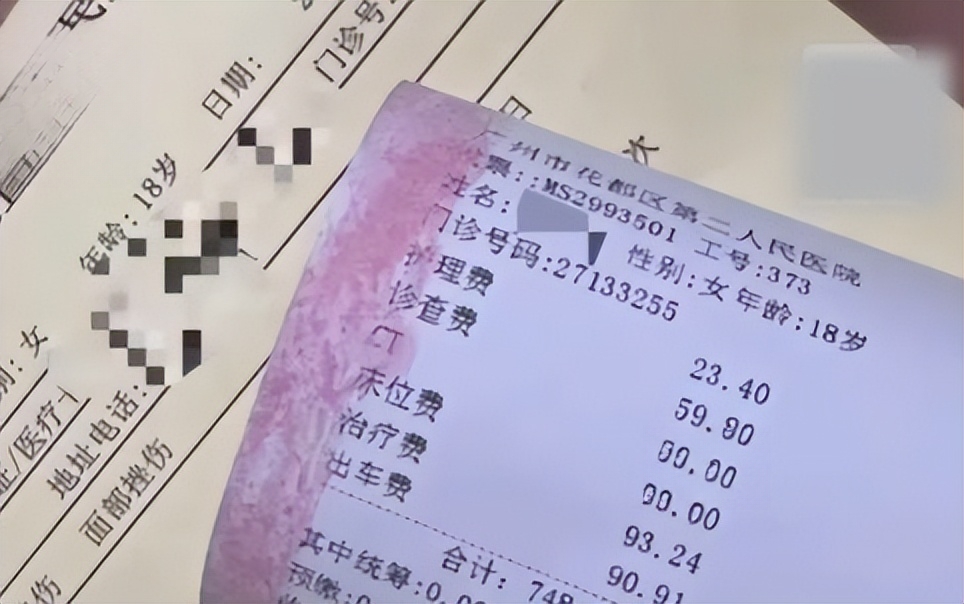 日期:
门诊号
年龄:18岁
女
证/医疗卡
地址电话:
面部挫伤
伤
广州市花都区第二人民医院
票::MS2993501 工号:373
姓名: 性别:女 年龄:18岁
门诊号码:27133255
护理费 23.40
诊查费 59.80
CT
床位费
治疗费 93.24
出车费 90.91
合计: 748
其中统筹:0.00
预缴:0